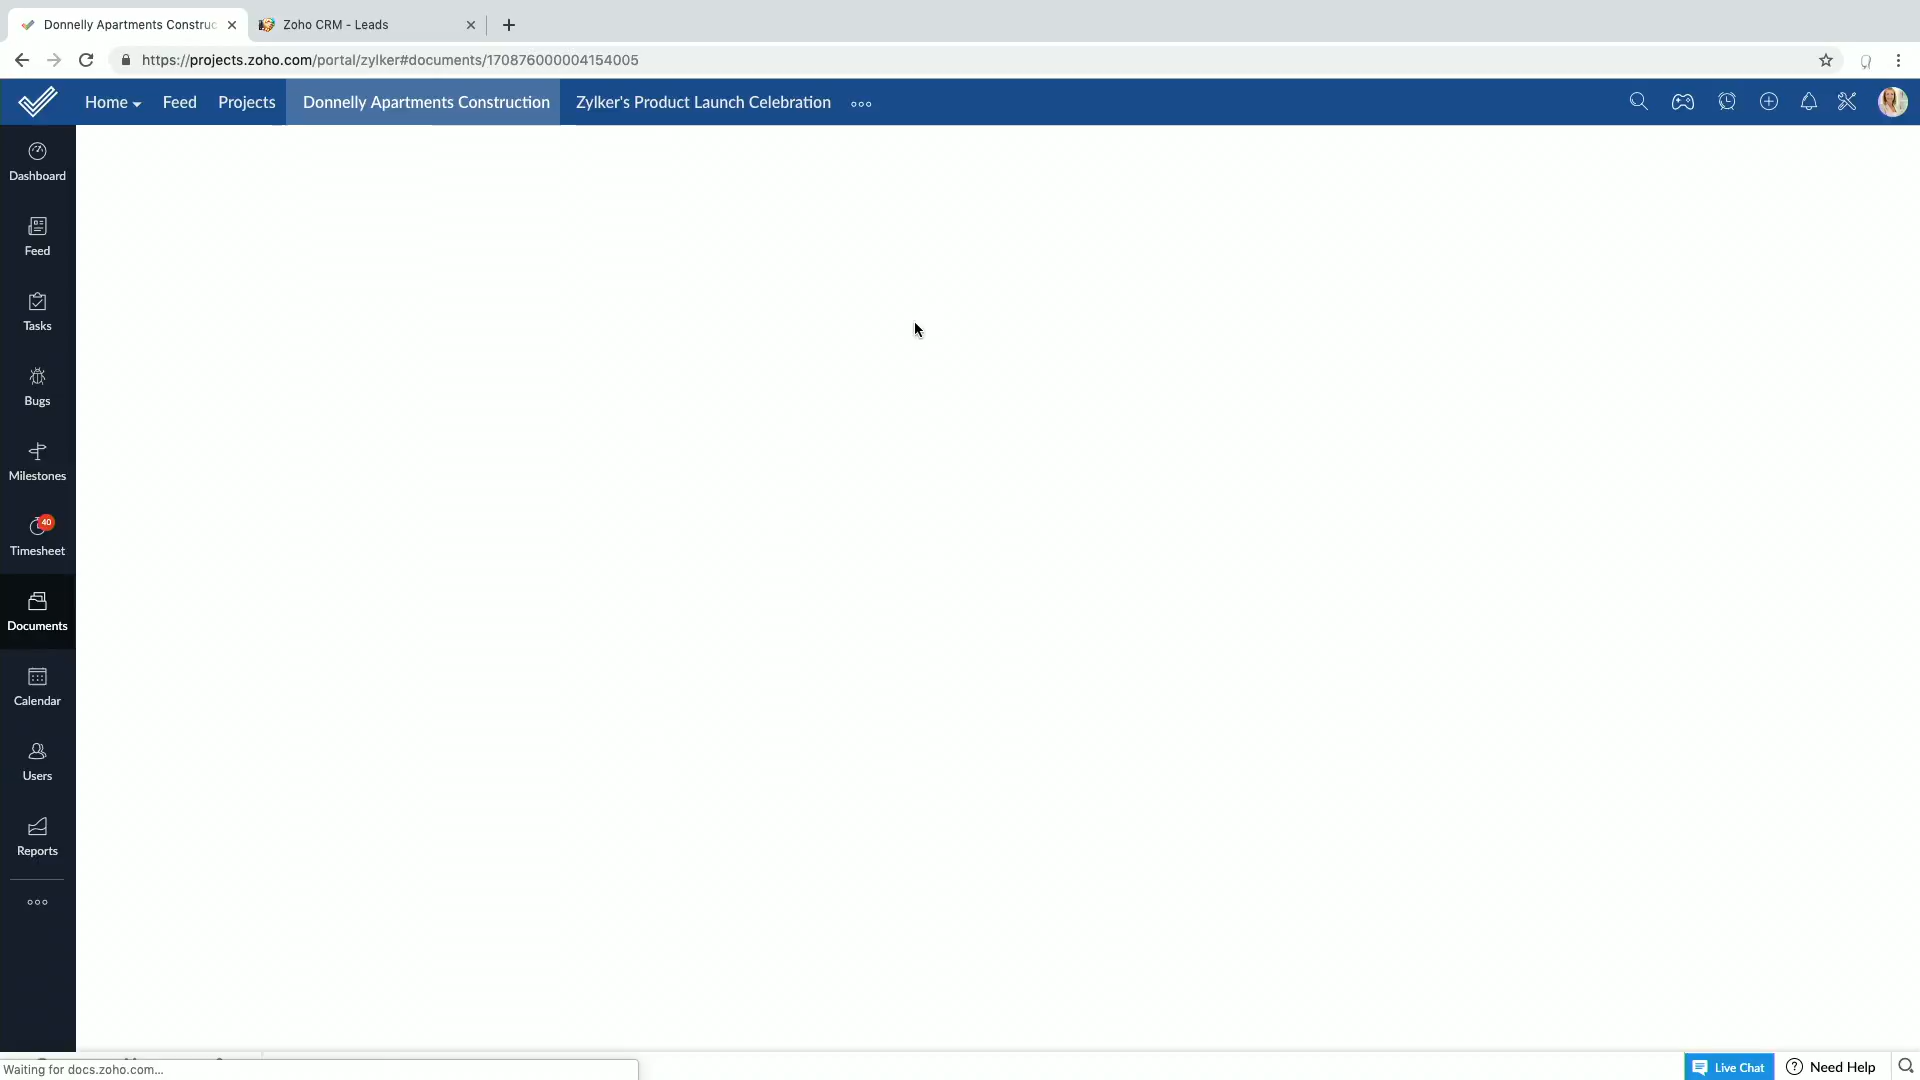 Donnelly Apartments Construc
Zoho CRM - Leads
https://projects.zoho.com/portal/zylker#documents/170876000004154005
Home Feed Projects Donnelly Apartments Construction Zylker's Product Launch Celebration
Dashboard
Feed
Tasks
Bugs
Milestones
40
Timesheet
Documents
Calendar
Users
Reports
Waiting for docs.zoho.com...
Live Chat
Need Help